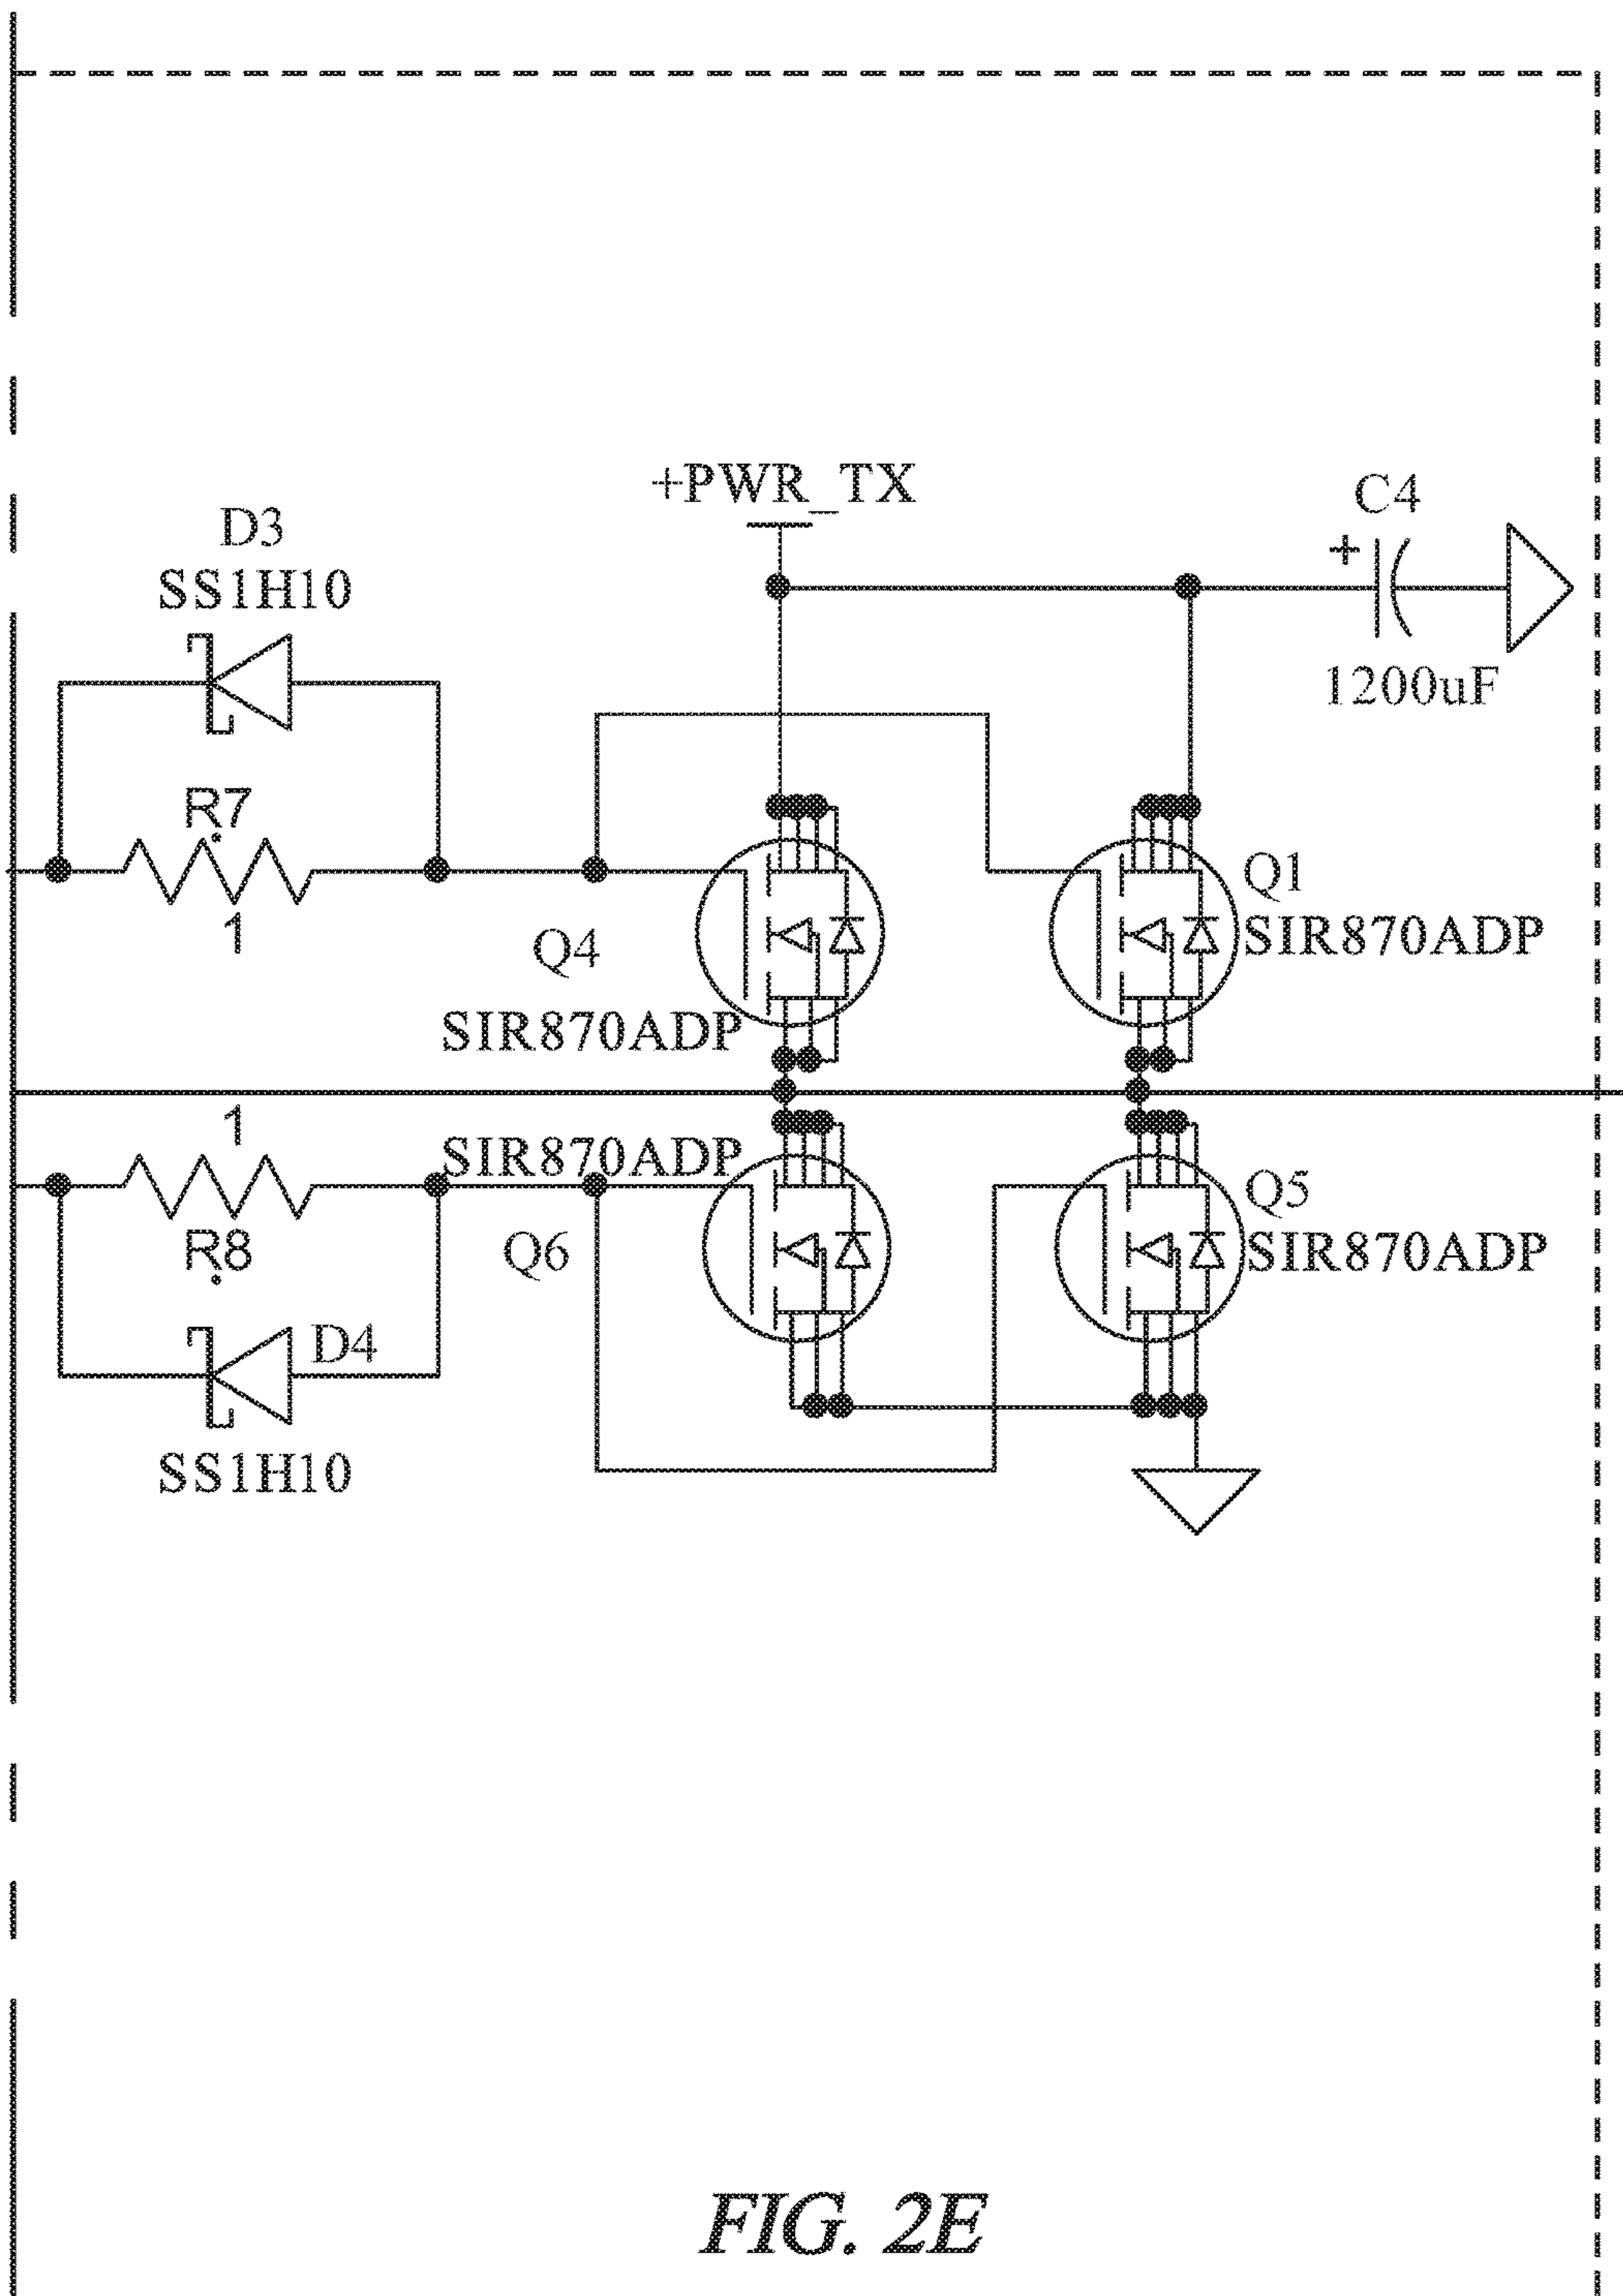 +PWR_TX
C4
+
1200uF
D3
SS1H10
R7
1
Q4
SIR870ADP
Q1
SIR870ADP
1
R8
SIR870ADP
Q6
Q5
SIR870ADP
D4
SS1H10
FIG. 2E